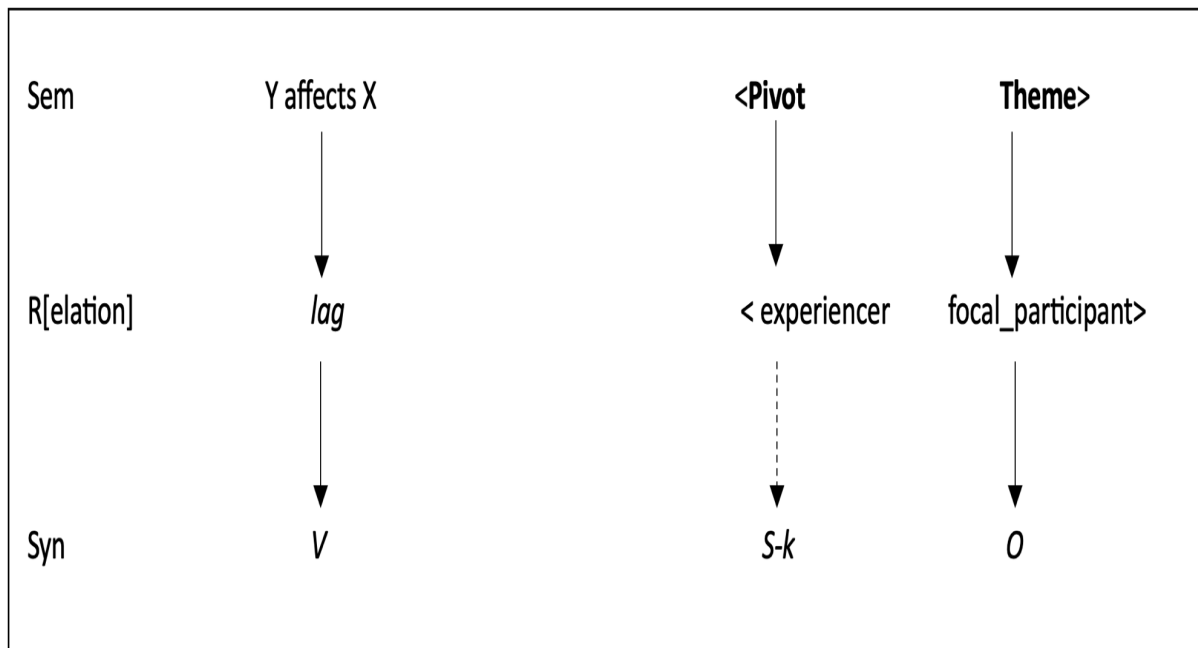 Sem Y affects X <Pivot Theme>
R[elation] lag < experiencer focal_participant>
Syn V S-k O